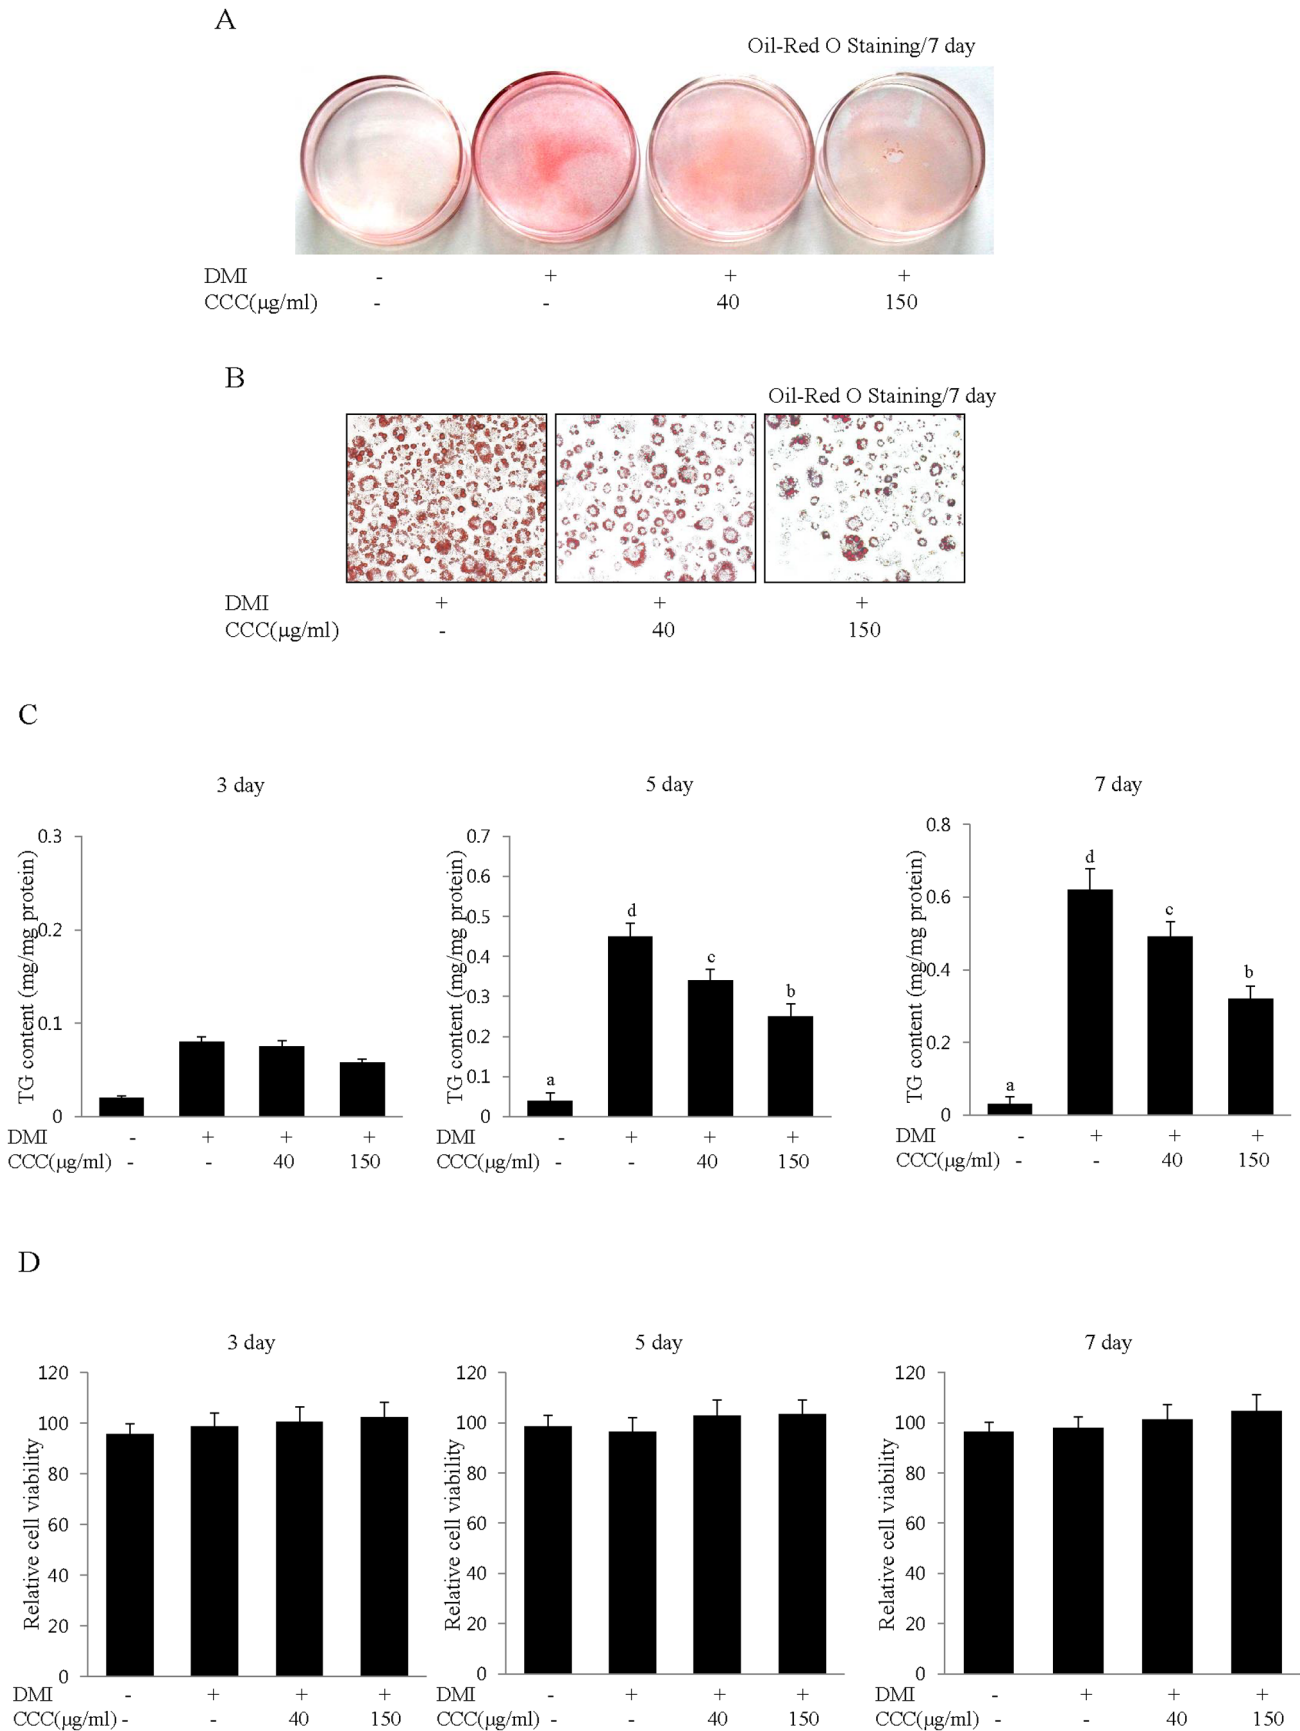 A
Oil-Red O Staining/7 day
DMI - + + +
CCC(μg/ml) - - 40 150
B
Oil-Red O Staining/7 day
DMI + + +
CCC(μg/ml) - 40 150
C
3 day
TG content (mg/mg protein)
0.3
0.2
0.1
0
DMI - + + +
CCC(μg/ml) - - 40 150
5 day
TG content (mg/mg protein)
0.7
0.6
0.5
0.4
0.3
0.2
0.1
0
a d c b
DMI - + + +
CCC(μg/ml) - - 40 150
7 day
TG content (mg/mg protein)
0.8
0.6
0.4
0.2
0
a d c b
DMI - + + +
CCC(μg/ml) - - 40 150
D
3 day
Relative cell viability
120
100
80
60
40
20
0
DMI - + + +
CCC(μg/ml) - - 40 150
5 day
Relative cell viability
120
100
80
60
40
20
0
DMI - + + +
CCC(μg/ml) - - 40 150
7 day
Relative cell viability
120
100
80
60
40
20
0
DMI - + + +
CCC(μg/ml) - - 40 150